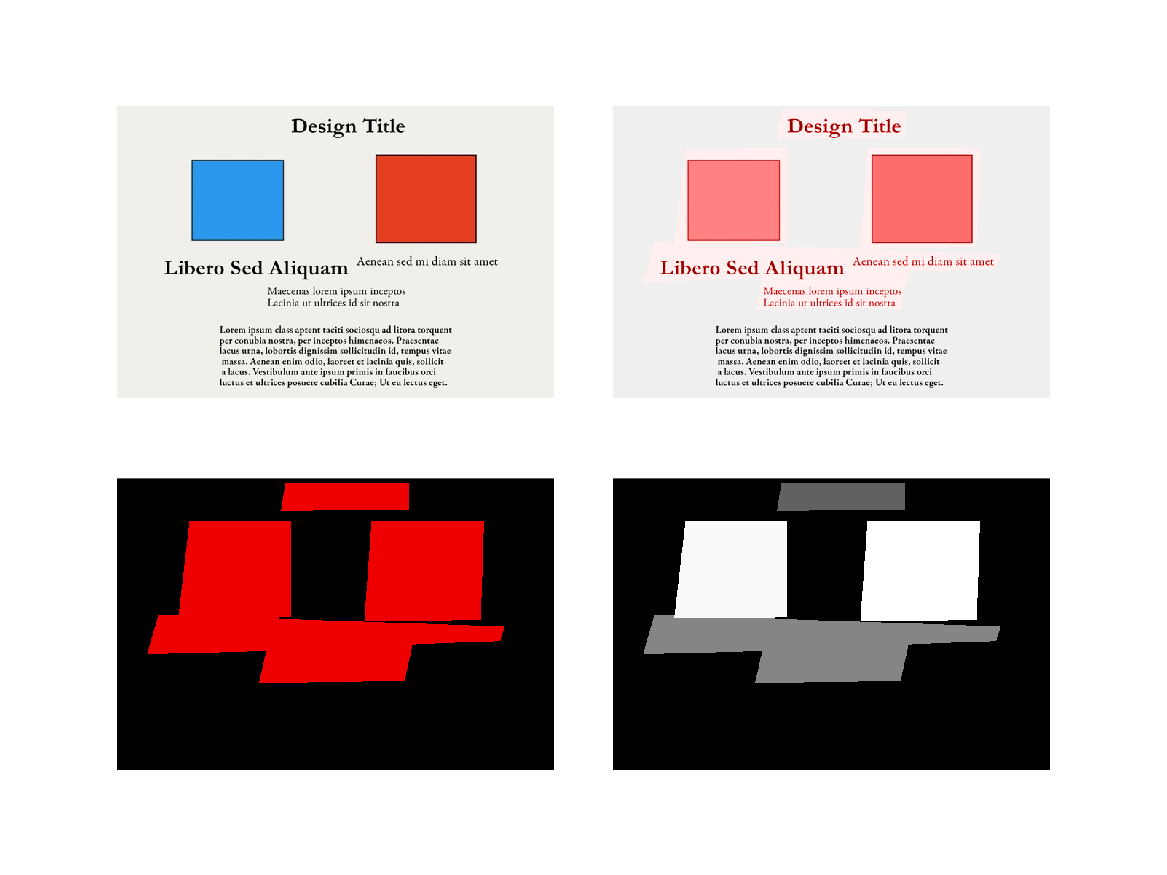 Design Title
Libero Sed Aliquam
Aenean sed mi diam sit amet
Maecenas lorem ipsum inceptos
Lacinia ut ultrices id sit nostra
Lorem ipsum class aptent taciti sociosqu ad litora torquent
per conubia nostra, per inceptos himenaeos. Praesentae
lacus urna, lobortis dignissim sollicitudin id, tempus vitae
massa. Aenean enim odio, laoreet et lacinia quis, sollicit
a lacus. Vestibulum ante ipsum primis in faucibus orci
luctus et ultrices posuere cubilia Curae; Ut eu lectus eget.
Design Title
Libero Sed Aliquam
Aenean sed mi diam sit amet
Maecenas lorem ipsum inceptos
Lacinia ut ultrices id sit nostra
Lorem ipsum class aptent taciti sociosqu ad litora torquent
per conubia nostra, per inceptos himenaeos. Praesentae
lacus urna, lobortis dignissim sollicitudin id, tempus vitae
massa. Aenean enim odio, laoreet et lacinia quis, sollicit
a lacus. Vestibulum ante ipsum primis in faucibus orci
luctus et ultrices posuere cubilia Curae; Ut eu lectus eget.